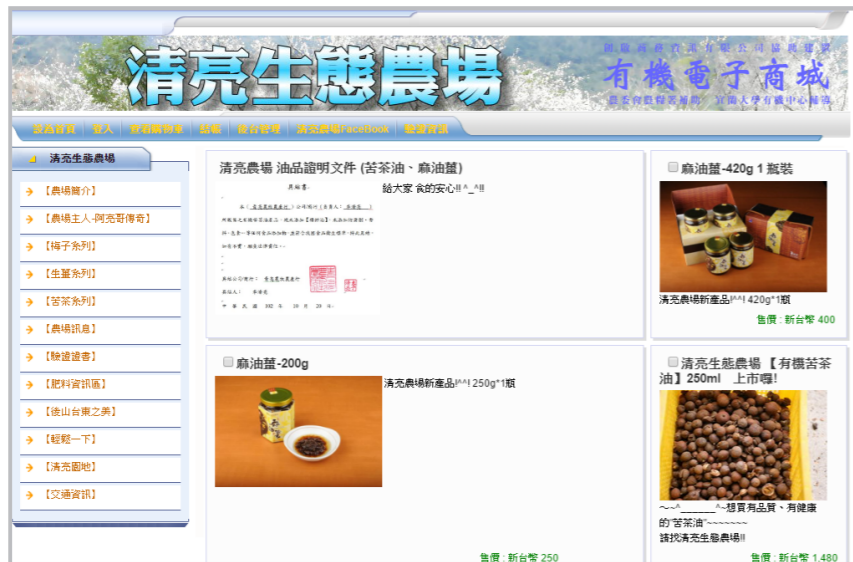 清亮生態農場
有機電子商城
設為首頁 登入 查看購物車 結帳 後台管理 清亮農場FaceBook 驗證資訊
清亮生態農場
【農場簡介】
【農場主人-阿亮哥傳奇】
【梅子系列】
【生薑系列】
【苦茶系列】
【農場訊息】
【驗證證書】
【肥料資訊區】
【後山台東之美】
【輕鬆一下】
【清亮園地】
【交通資訊】
清亮農場 油品證明文件 (苦茶油、麻油薑)
給大家 食的安心!! ^_^!!
麻油薑-420g 1 瓶裝
清亮農場新產品!^^! 420g*1瓶
售價 : 新台幣 400
麻油薑-200g
清亮農場新產品!^^! 250g*1瓶
售價 : 新台幣 250
清亮生態農場 【有機苦茶
油】250ml 上市囉!
~~^______^~想買有品質、有健康
的"苦茶油"~~~~~~~
請找清亮生態農場!!
售價 : 新台幣 1,480